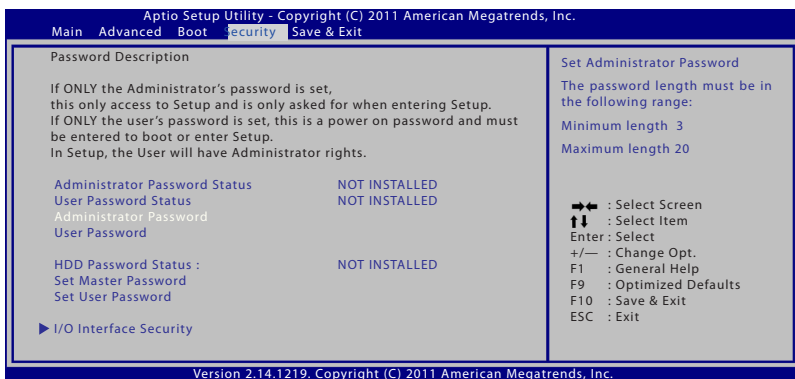 Aptio Setup Utility - Copyright (C) 2011 American Megatrends, Inc.
Main Advanced Boot Security Save & Exit
Password Description
If ONLY the Administrator's password is set,
this only access to Setup and is only asked for when entering Setup.
If ONLY the user's password is set, this is a power on password and must
be entered to boot or enter Setup.
In Setup, the User will have Administrator rights.
Administrator Password Status NOT INSTALLED
User Password Status NOT INSTALLED
Administrator Password
User Password
HDD Password Status : NOT INSTALLED
Set Master Password
Set User Password
I/O Interface Security
Set Administrator Password
The password length must be in
the following range:
Minimum length 3
Maximum length 20
→← : Select Screen
↑↓ : Select Item
Enter : Select
+/— : Change Opt.
F1 : General Help
F9 : Optimized Defaults
F10 : Save & Exit
ESC : Exit
Version 2.14.1219. Copyright (C) 2011 American Megatrends, Inc.